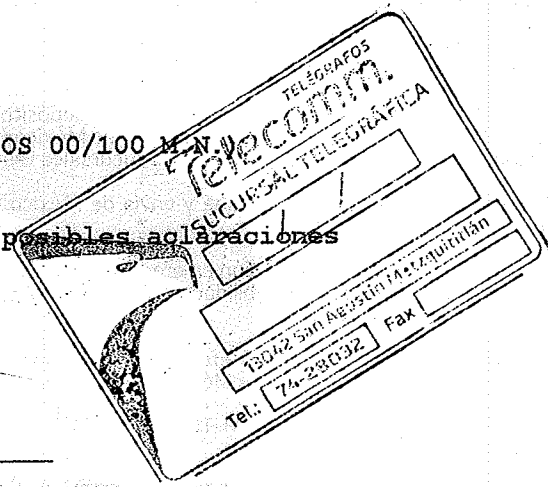 OS 00/100 M.N.)
posibles aclaraciones
TELÉGRAFOS
Telecomm.
SUCURSAL TELEGRÁFICA
/ /
13042 San Agustín Metzquititlán
Tel.: 74-28032 Fax